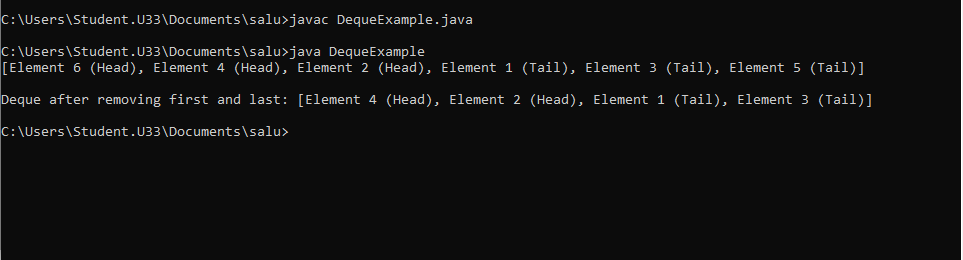 C:\Users\Student.U33\Documents\salu>javac DequeExample.java
C:\Users\Student.U33\Documents\salu>java DequeExample
[Element 6 (Head), Element 4 (Head), Element 2 (Head), Element 1 (Tail), Element 3 (Tail), Element 5 (Tail)]
Deque after removing first and last: [Element 4 (Head), Element 2 (Head), Element 1 (Tail), Element 3 (Tail)]
C:\Users\Student.U33\Documents\salu>